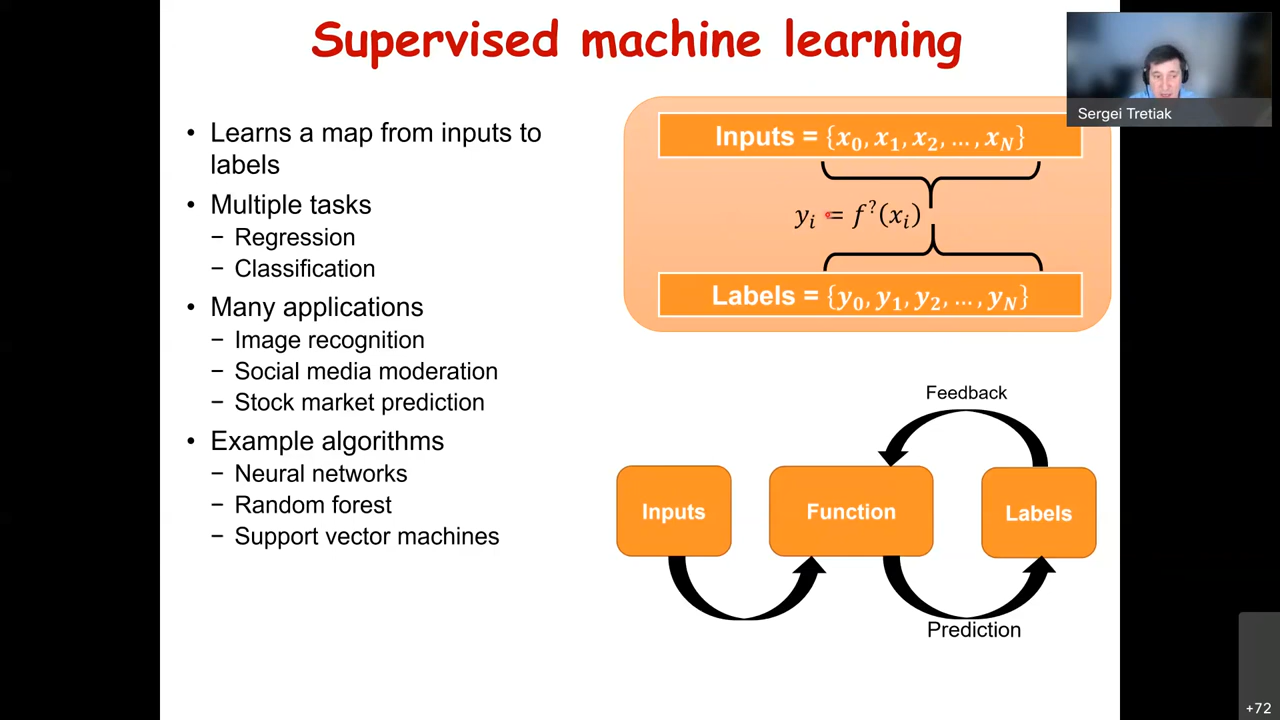 Supervised machine learning
Sergei Tretiak
• Learns a map from inputs to
labels
• Multiple tasks
− Regression
− Classification
• Many applications
− Image recognition
− Social media moderation
− Stock market prediction
• Example algorithms
− Neural networks
− Random forest
− Support vector machines
Inputs = {x₀, x₁, x₂, …, x_N}
yᵢ = f^?(xᵢ)
Labels = {y₀, y₁, y₂, …, y_N}
Feedback
Inputs
Function
Labels
Prediction
+72